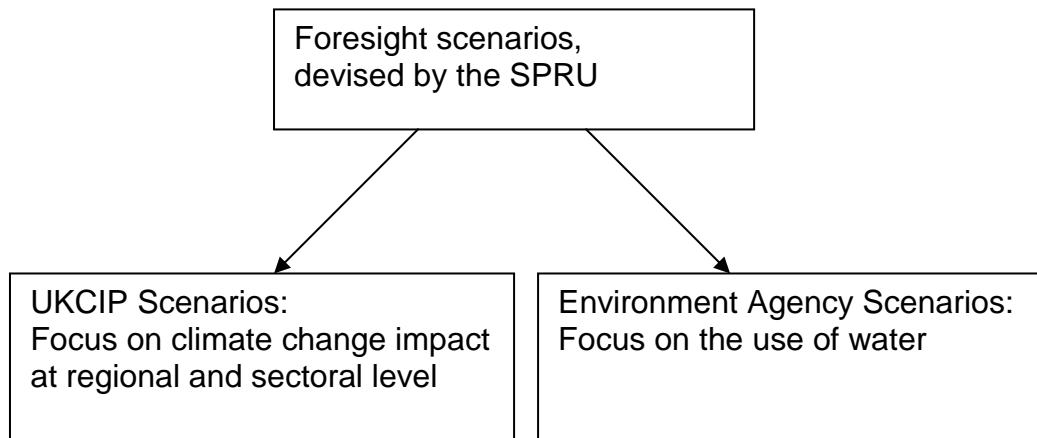 Foresight scenarios,
devised by the SPRU
UKCIP Scenarios:
Focus on climate change impact
at regional and sectoral level
Environment Agency Scenarios:
Focus on the use of water